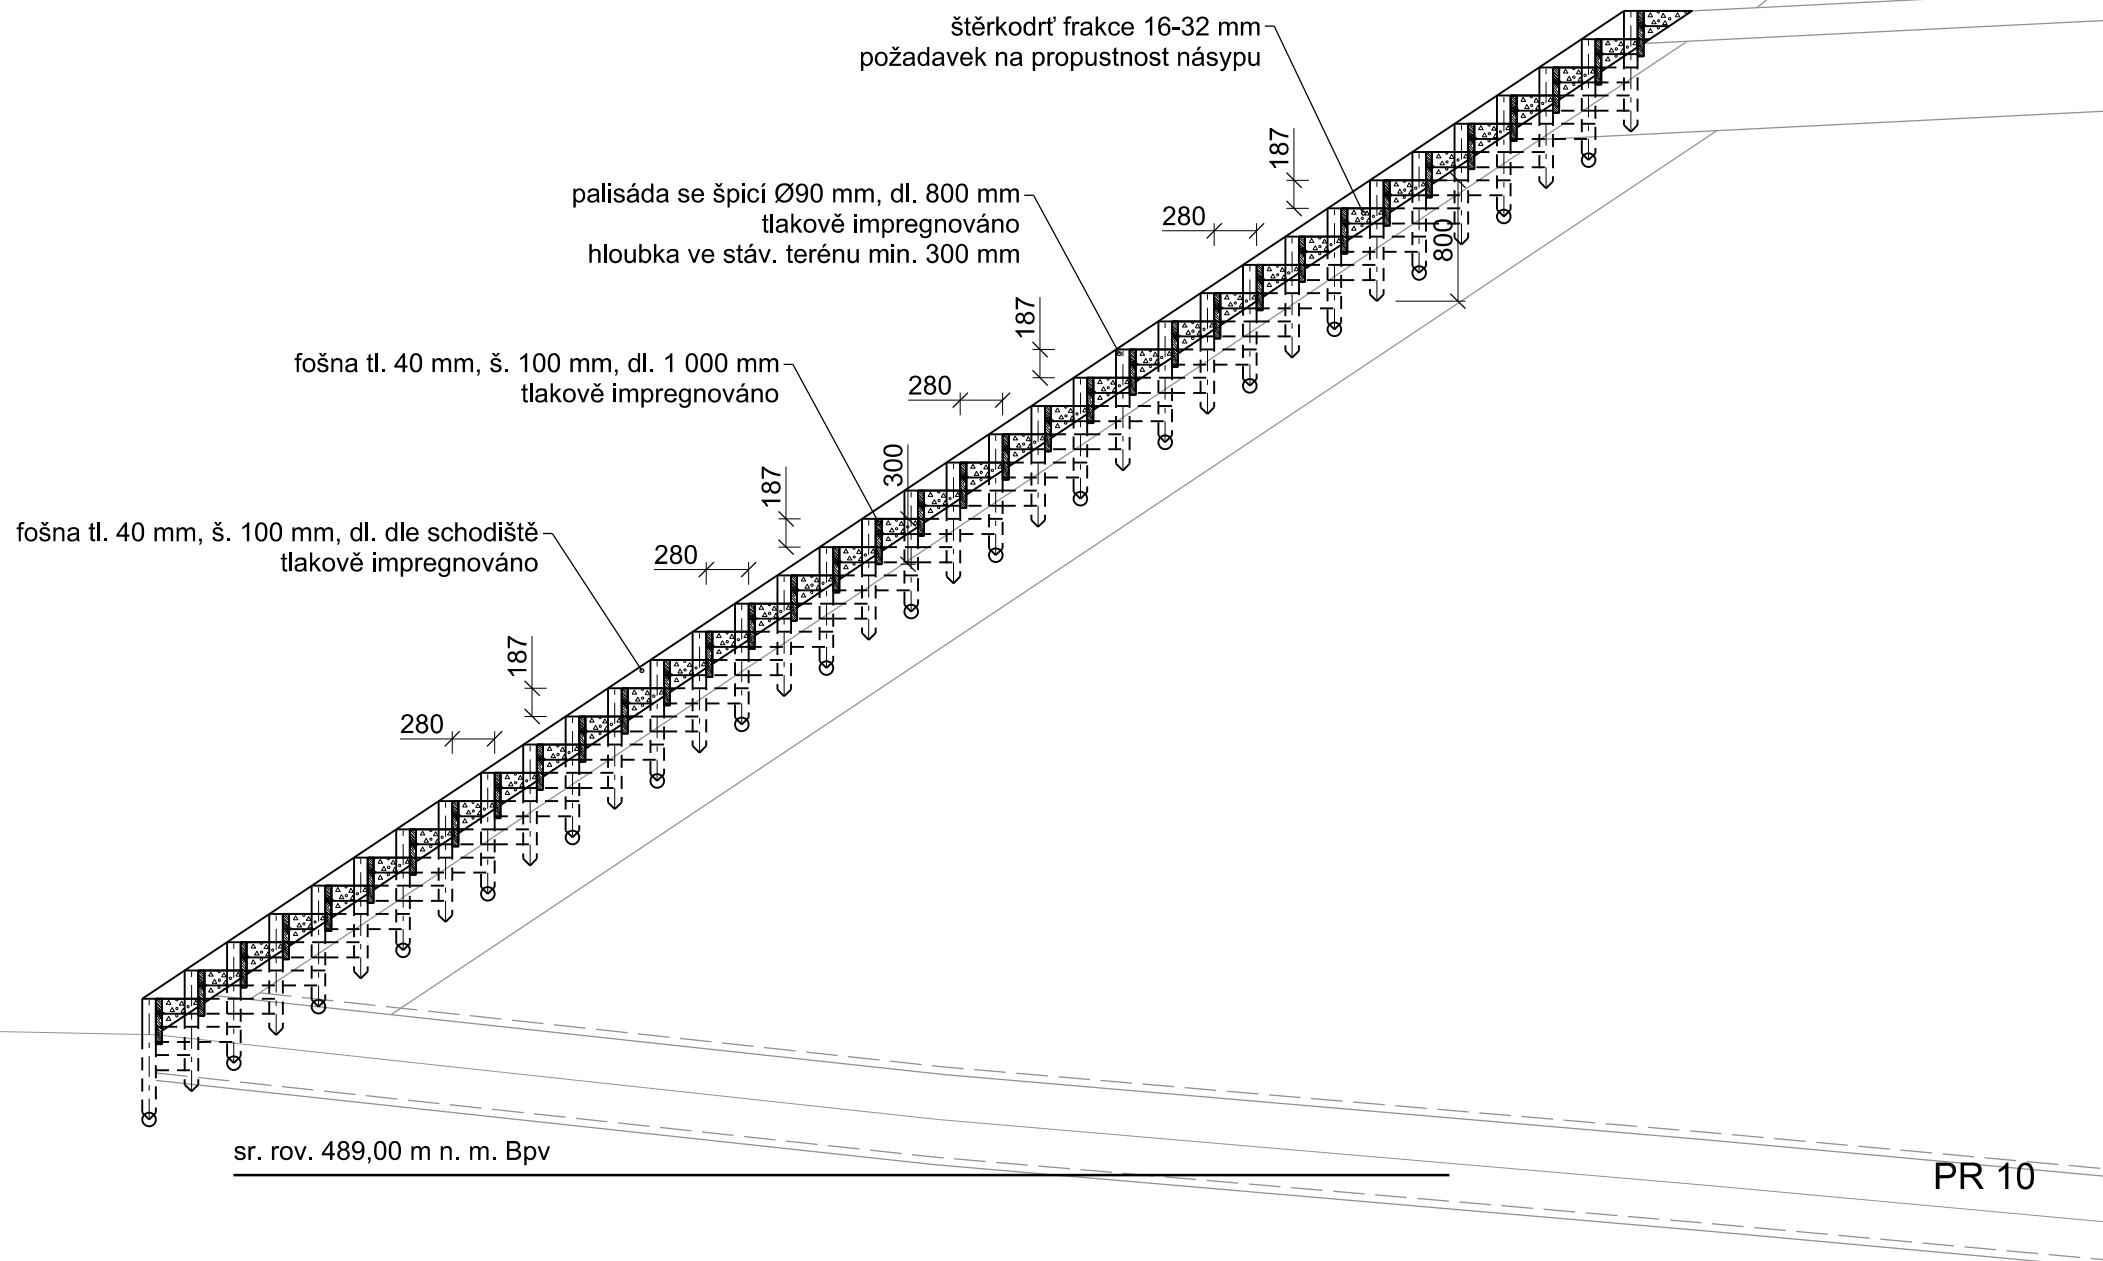 štěrkodrť frakce 16-32 mm
požadavek na propustnost násypu
187
palisáda se špicí Ø90 mm, dl. 800 mm
tlakově impregnováno
hloubka ve stáv. terénu min. 300 mm
280
800
187
fošna tl. 40 mm, š. 100 mm, dl. 1 000 mm
tlakově impregnováno
280
300
187
fošna tl. 40 mm, š. 100 mm, dl. dle schodiště
tlakově impregnováno
280
187
280
sr. rov. 489,00 m n. m. Bpv
PR 10